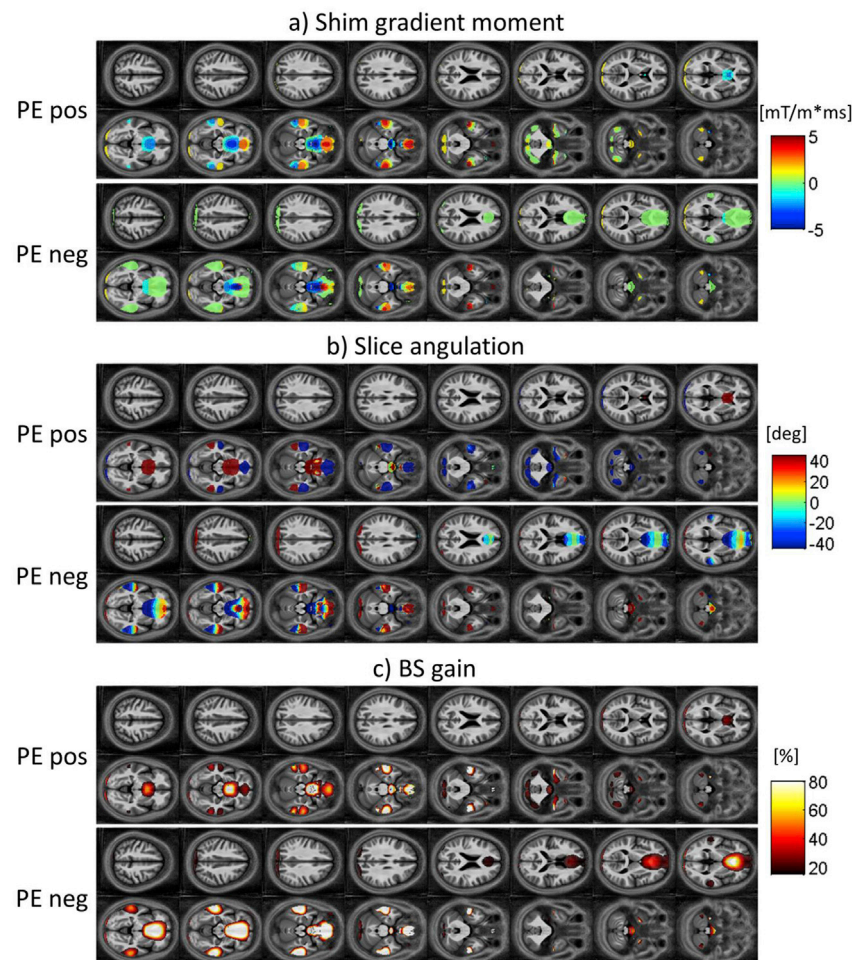 a) Shim gradient moment
PE pos
[mT/m*ms]
5
0
-5
PE neg
b) Slice angulation
PE pos
[deg]
40
20
0
-20
-40
PE neg
c) BS gain
PE pos
[%]
80
60
40
20
PE neg